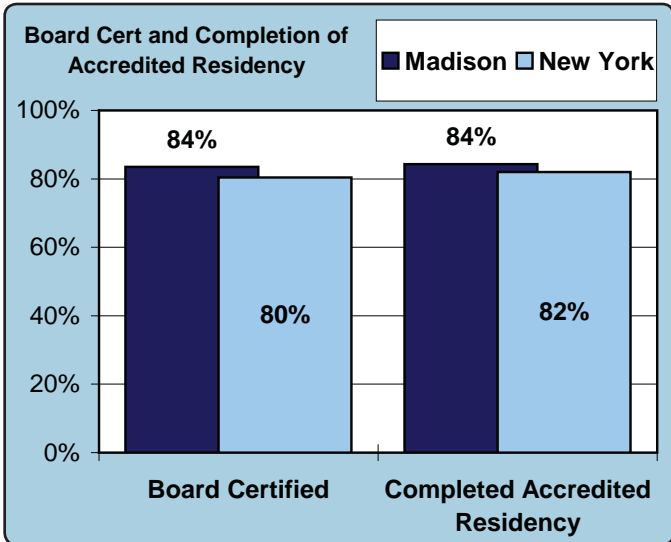 Board Cert and Completion of
Accredited Residency
Madison New York
100%
80%
60%
40%
20%
0%
84%
80%
84%
82%
Board Certified
Completed Accredited
Residency